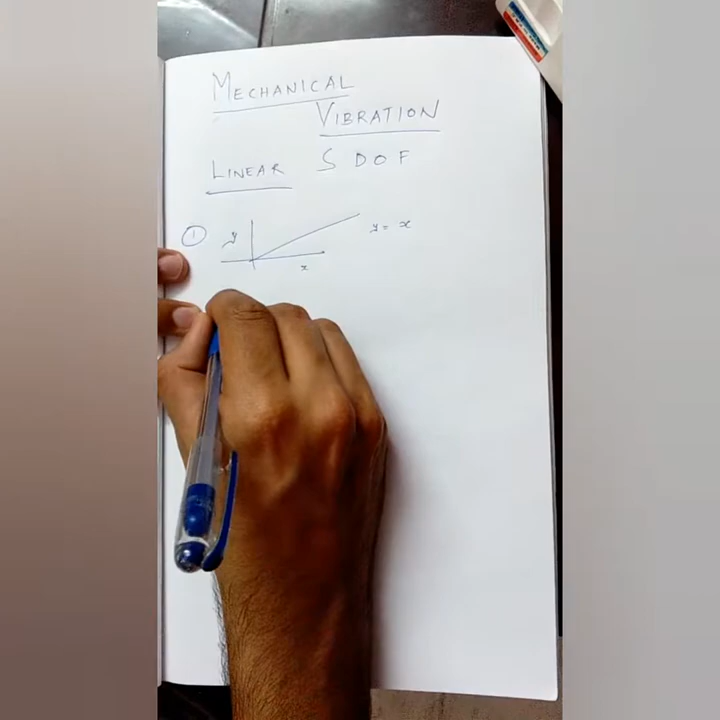 MECHANICAL
VIBRATION
LINEAR SDOF
① y y = x
x